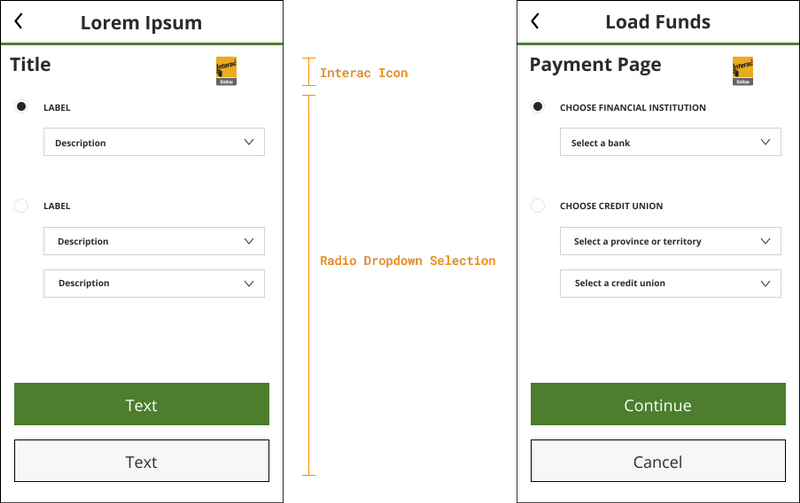 Lorem Ipsum
Title
Interac
Online
LABEL
Description
LABEL
Description
Description
Text
Text
Interac Icon
Radio Dropdown Selection
Load Funds
Payment Page
Interac
Online
CHOOSE FINANCIAL INSTITUTION
Select a bank
CHOOSE CREDIT UNION
Select a province or territory
Select a credit union
Continue
Cancel